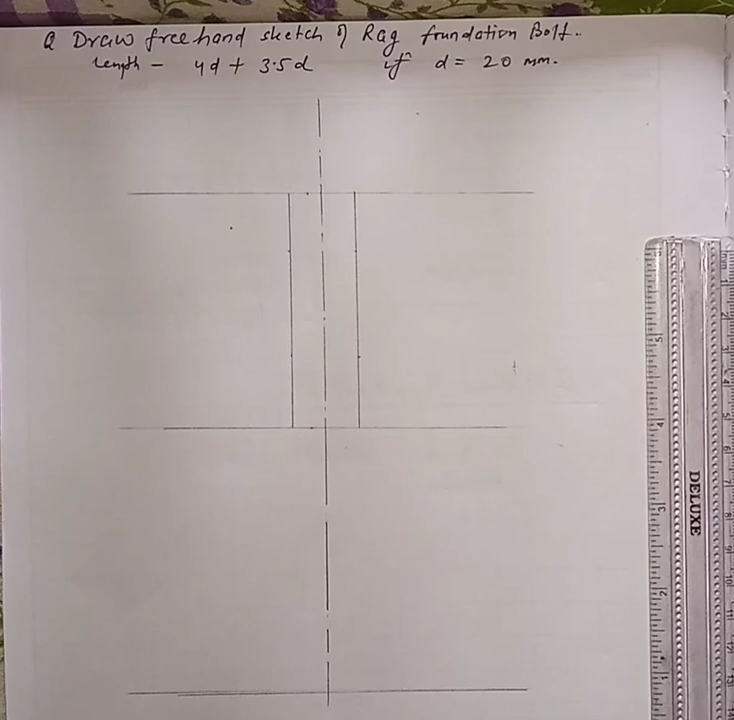 Q Draw free hand sketch of Rag foundation Bolt.
Length - 4d + 3.5d if d = 20 mm.
DELUXE